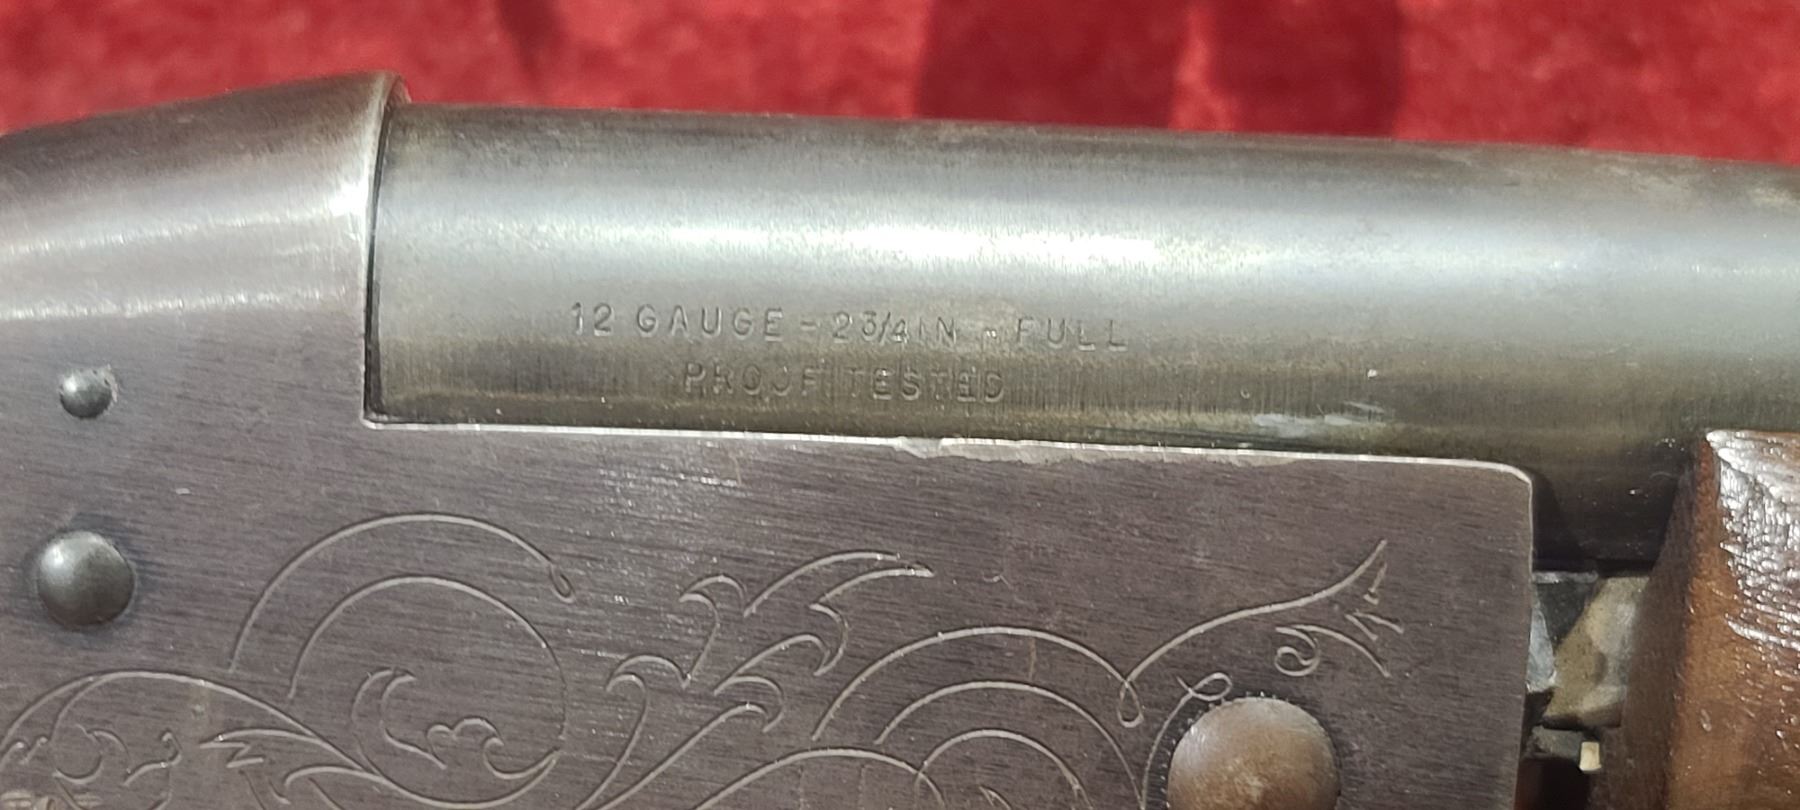 12 GAUGE - 2 3/4 IN - FULL
PROOF TESTED